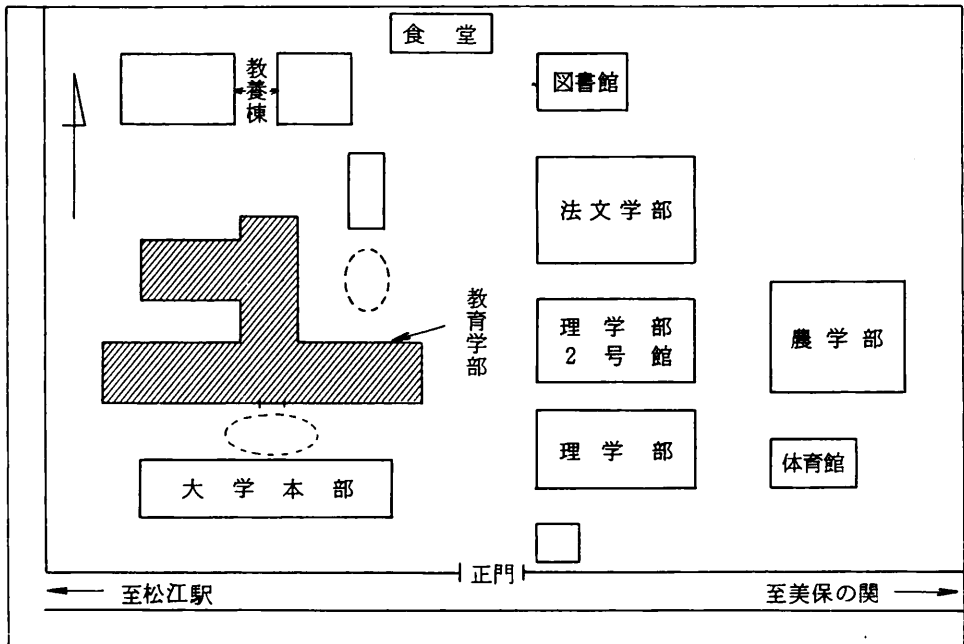 食堂
教養棟
図書館
法文学部
教育学部
理学部
2号館
農学部
理学部
体育館
大学本部
正門
至松江駅
至美保の関